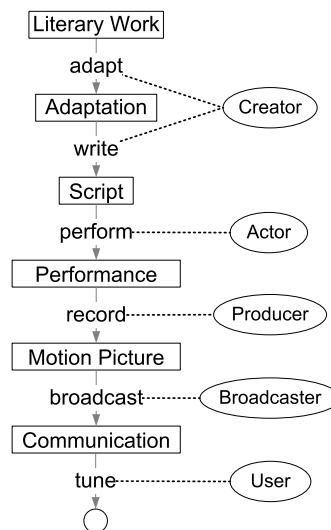 Literary Work
adapt
Adaptation
Creator
write
Script
perform
Actor
Performance
record
Producer
Motion Picture
broadcast
Broadcaster
Communication
tune
User